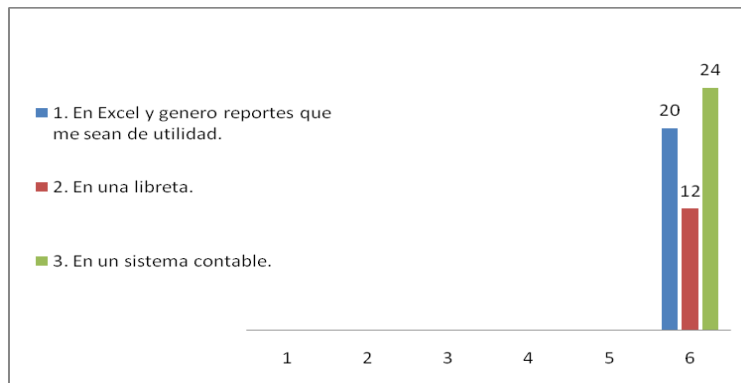 1. En Excel y genero reportes que
me sean de utilidad.
2. En una libreta.
3. En un sistema contable.
20
12
24
1 2 3 4 5 6